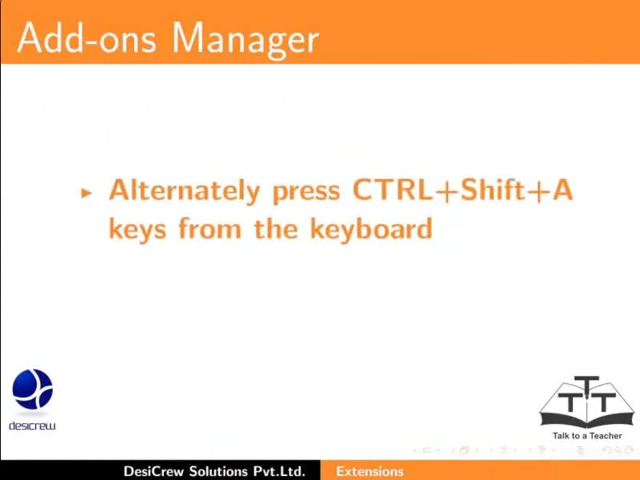 Add-ons Manager
Alternately press CTRL+Shift+A
keys from the keyboard
desicrew
T T T
Talk to a Teacher
DesiCrew Solutions Pvt.Ltd. Extensions